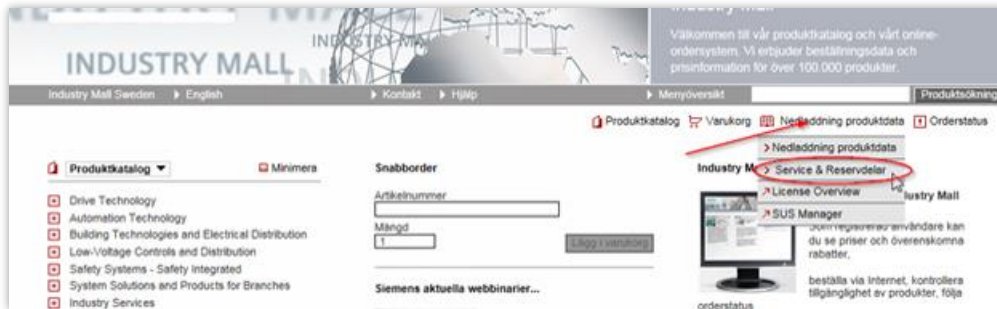 INDUSTRY MALL
Välkommen till vår produktkatalog och vårt online-
ordersystem. Vi erbjuder beställningsdata och
prisinformation för över 100.000 produkter.
Industry Mall Sweden English Kontakt Hjälp Menyöversikt Produktsökning
Produktkatalog Varukorg Nedladdning produktdata Orderstatus
Nedladdning produktdata
Service & Reservdelar
License Overview
SUS Manager
Produktkatalog Minimera
Drive Technology
Automation Technology
Building Technologies and Electrical Distribution
Low-Voltage Controls and Distribution
Safety Systems - Safety Integrated
System Solutions and Products for Branches
Industry Services
Snabborder
Artikelnummer
Mängd
1 Lägg i varukorg
Siemens aktuella webbinarier...
Industry M
ustry Mall
Som registrerad användare kan
du se priser och överenskomna
rabatter,
beställa via Internet, kontrollera
tillgänglighet av produkter, följa
orderstatus